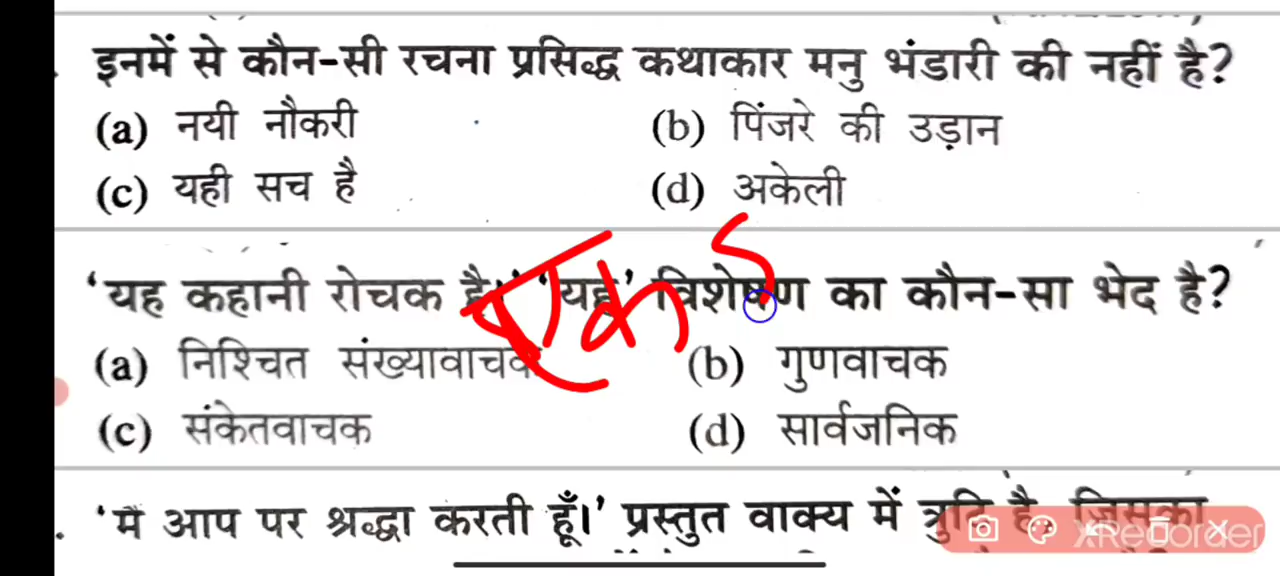 इनमें से कौन-सी रचना प्रसिद्ध कथाकार मनु भंडारी की नहीं है?
(a) नयी नौकरी (b) पिंजरे की उड़ान
(c) यही सच है (d) अकेली
'यह कहानी रोचक है।' 'यह' विशेषण का कौन-सा भेद है?
(a) निश्चित संख्यावाचक (b) गुणवाचक
(c) संकेतवाचक (d) सार्वजनिक
'मैं आप पर श्रद्धा करती हूँ।' प्रस्तुत वाक्य में त्रुटि है, जिसका
XRecorder